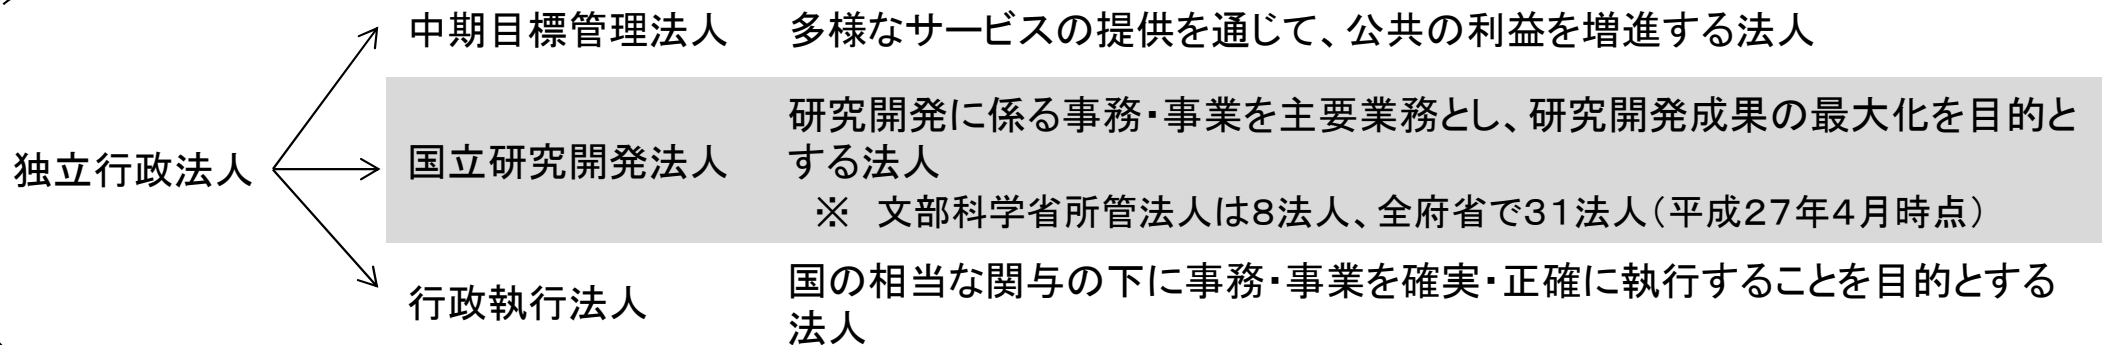 中期目標管理法人 多様なサービスの提供を通じて、公共の利益を増進する法人
独立行政法人
国立研究開発法人
研究開発に係る事務・事業を主要業務とし、研究開発成果の最大化を目的と
する法人
※ 文部科学省所管法人は8法人、全府省で31法人(平成27年4月時点)
行政執行法人
国の相当な関与の下に事務・事業を確実・正確に執行することを目的とする
法人